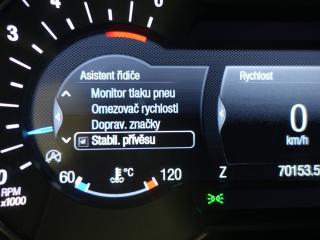 3
Asistent řidiče
Rychlost
Monitor tlaku pneu
Omezovač rychlosti
Doprav. značky
Stabil. přívěsu
0
km/h
0
60
°C
120
RPM
x1000
Z
70153.5